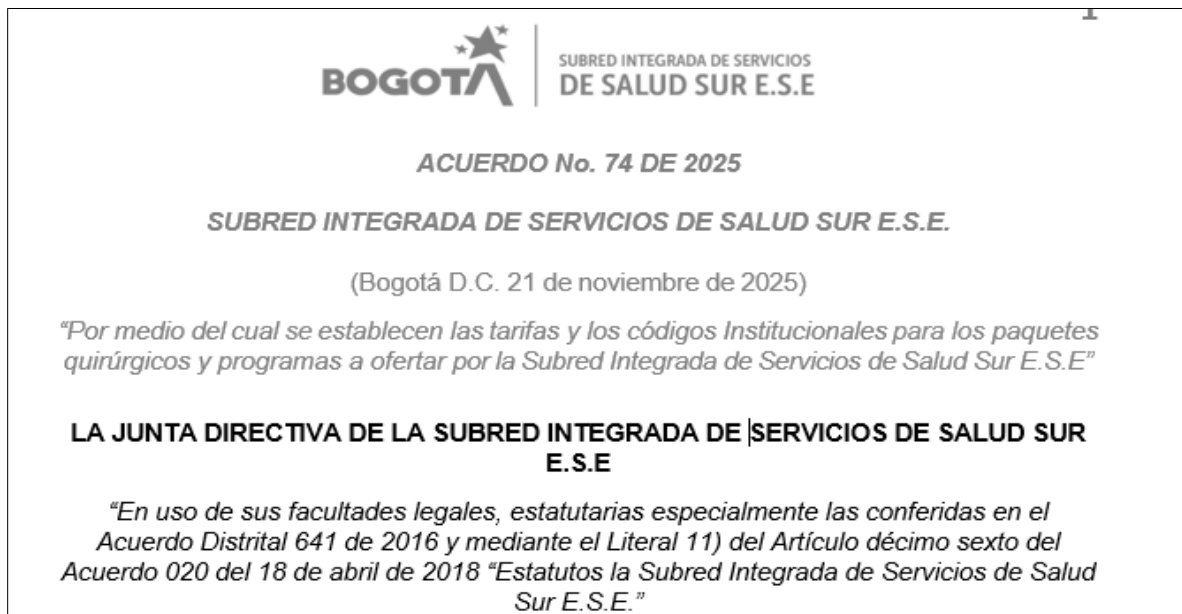 BOGOTÁ
SUBRED INTEGRADA DE SERVICIOS
DE SALUD SUR E.S.E
ACUERDO No. 74 DE 2025
SUBRED INTEGRADA DE SERVICIOS DE SALUD SUR E.S.E.
(Bogotá D.C. 21 de noviembre de 2025)
“Por medio del cual se establecen las tarifas y los códigos Institucionales para los paquetes
quirúrgicos y programas a ofertar por la Subred Integrada de Servicios de Salud Sur E.S.E”
LA JUNTA DIRECTIVA DE LA SUBRED INTEGRADA DE SERVICIOS DE SALUD SUR
E.S.E
“En uso de sus facultades legales, estatutarias especialmente las conferidas en el
Acuerdo Distrital 641 de 2016 y mediante el Literal 11) del Artículo décimo sexto del
Acuerdo 020 del 18 de abril de 2018 “Estatutos la Subred Integrada de Servicios de Salud
Sur E.S.E.”